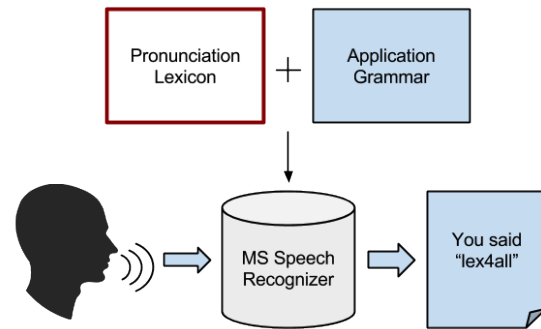 Pronunciation
Lexicon
+
Application
Grammar
MS Speech
Recognizer
You said
“lex4all”